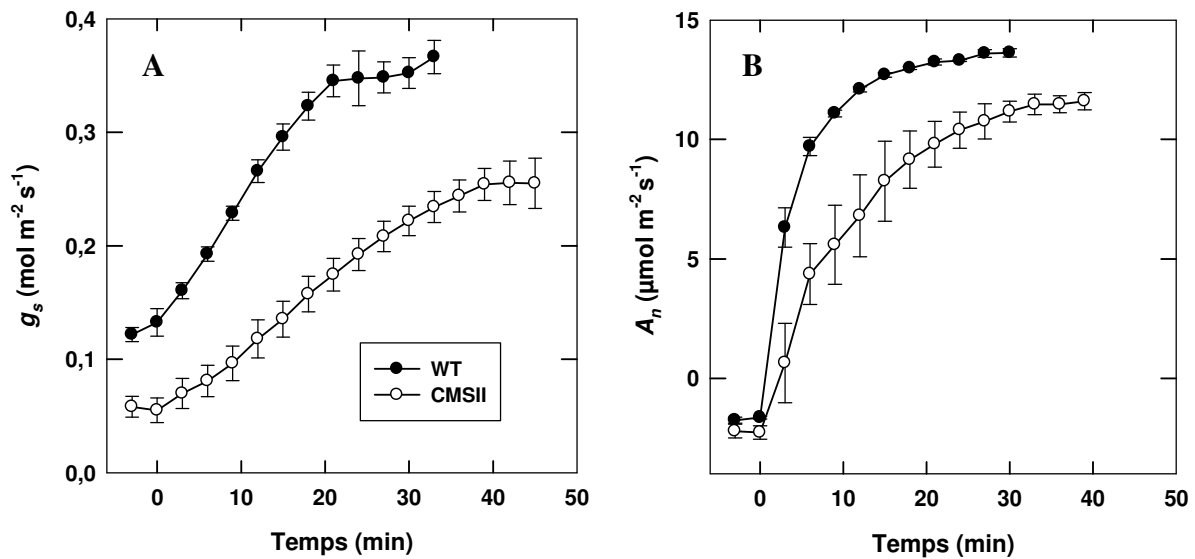 A
0,4
0,3
0,2
0,1
0,0
g_s (mol m⁻² s⁻¹)
WT
CMSII
0 10 20 30 40 50
Temps (min)
B
15
10
5
0
A_n (µmol m⁻² s⁻¹)
0 10 20 30 40 50
Temps (min)